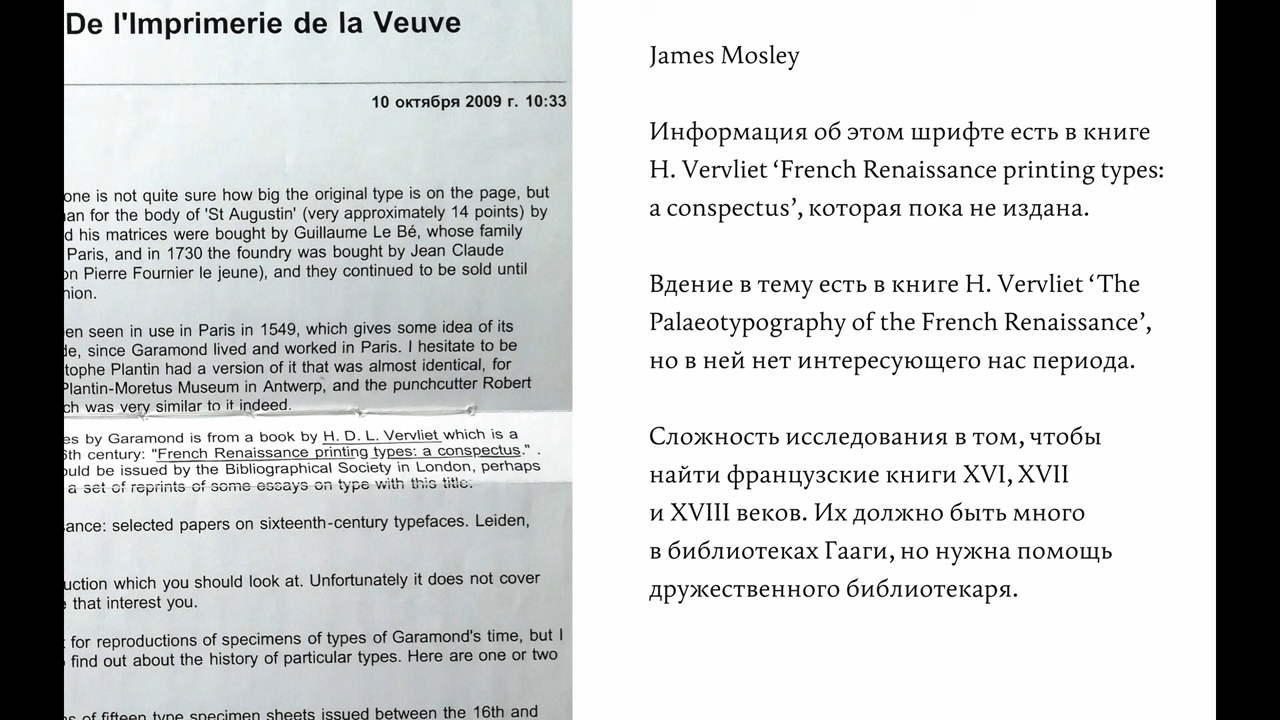 De l'Imprimerie de la Veuve
10 октября 2009 г. 10:33
one is not quite sure how big the original type is on the page, but
for the body of 'St Augustin' (very approximately 14 points) by
his matrices were bought by Guillaume Le Bé, whose family
Paris, and in 1730 the foundry was bought by Jean Claude
Pierre Fournier le jeune), and they continued to be sold until
seen in use in Paris in 1549, which gives some idea of its
since Garamond lived and worked in Paris. I hesitate to be
Plantin had a version of it that was almost identical, for
Plantin-Moretus Museum in Antwerp, and the punchcutter Robert
was very similar to it indeed.
by Garamond is from a book by H. D. L. Vervliet which is a
century: "French Renaissance printing types: a conspectus." .
be issued by the Bibliographical Society in London, perhaps
a set of reprints of some essays on type with this title:
selected papers on sixteenth-century typefaces. Leiden,
which you should look at. Unfortunately it does not cover
that interest you.
for reproductions of specimens of types of Garamond's time, but I
find out about the history of particular types. Here are one or two
of fifteen type specimen sheets issued between the 16th and
James Mosley
Информация об этом шрифте есть в книге
H. Vervliet ‘French Renaissance printing types:
a conspectus’, которая пока не издана.
Вдение в тему есть в книге H. Vervliet ‘The
Palaeotypography of the French Renaissance’,
но в ней нет интересующего нас периода.
Сложность исследования в том, чтобы
найти французские книги XVI, XVII
и XVIII веков. Их должно быть много
в библиотеках Гааги, но нужна помощь
дружественного библиотекаря.